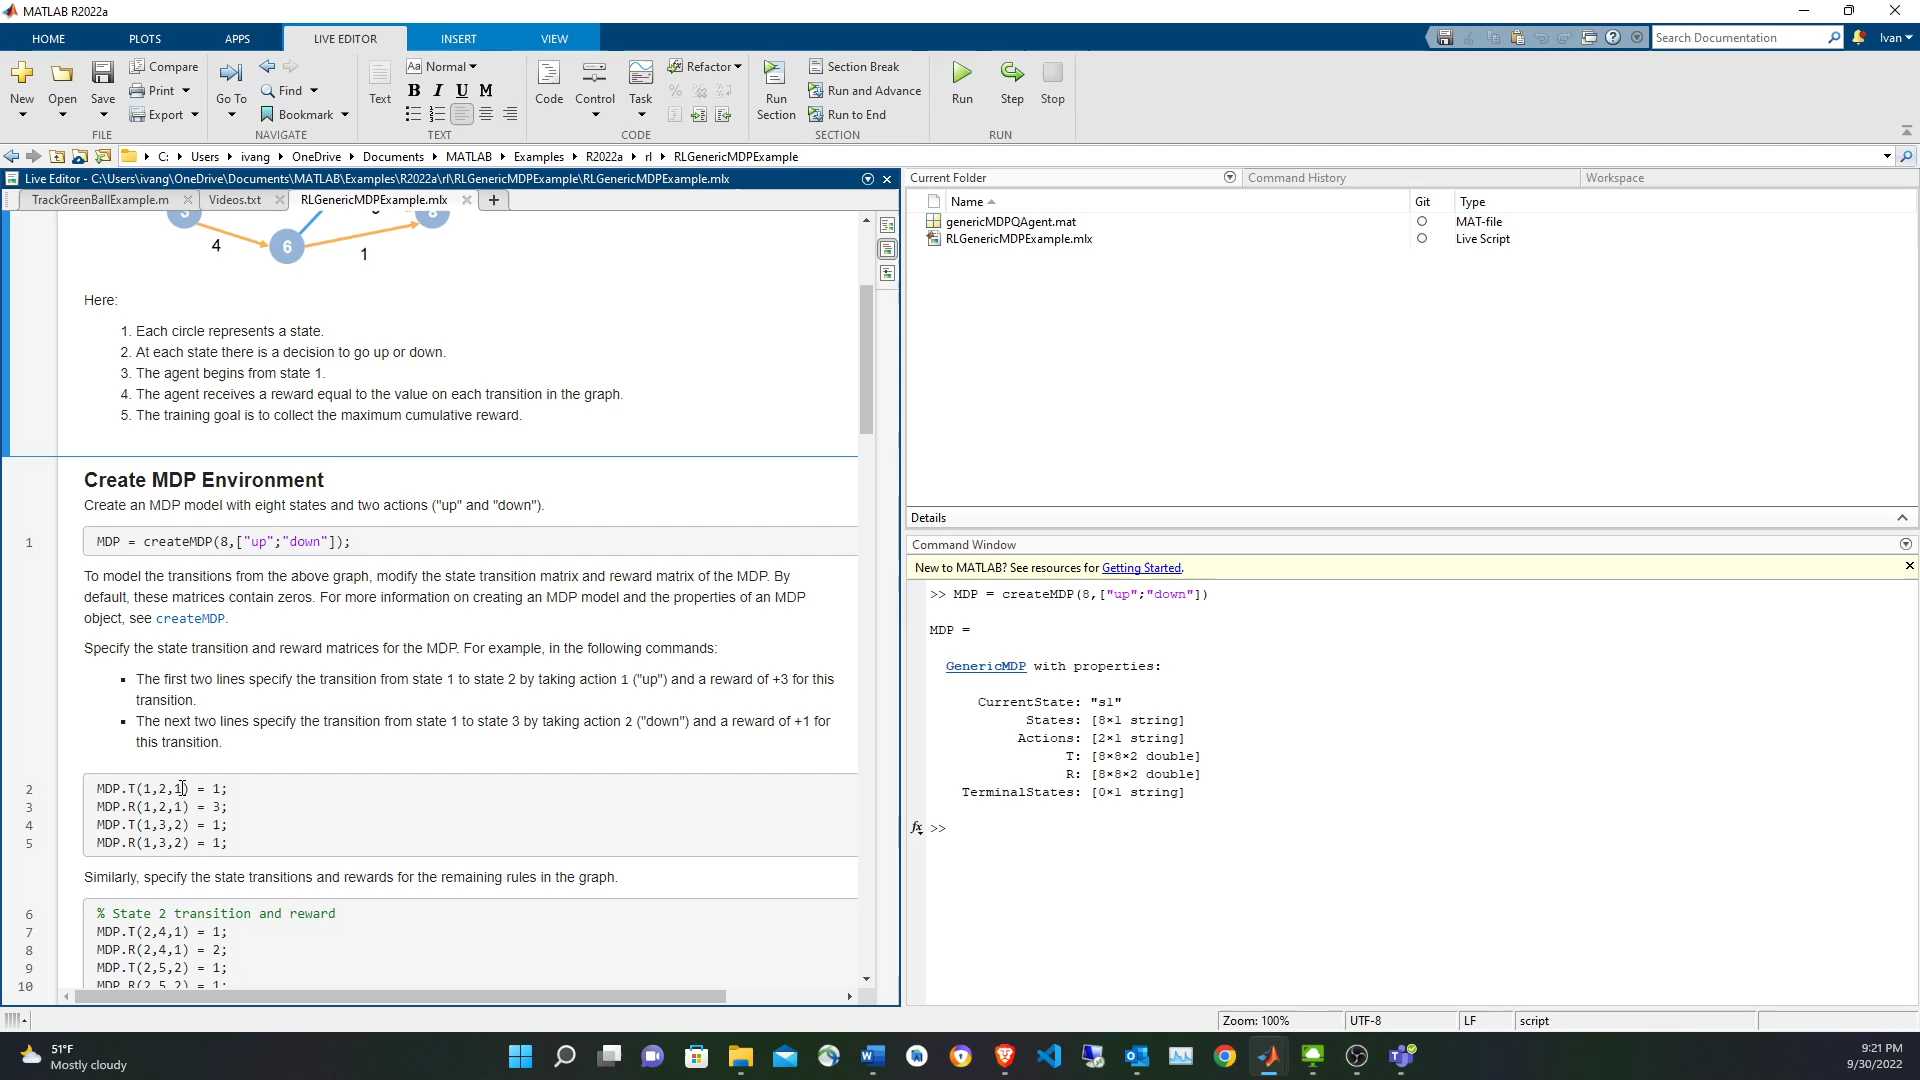 MATLAB R2022a
HOME PLOTS APPS LIVE EDITOR INSERT VIEW
Search Documentation Ivan
New Open Save Compare Print Export
FILE
Go To Find Bookmark
NAVIGATE
Text Aa Normal B I U M
TEXT
Code Control Task Refactor
CODE
Run Section Section Break Run and Advance Run to End
SECTION
Run Step Stop
RUN
C: Users ivang OneDrive Documents MATLAB Examples R2022a rl RLGenericMDPExample
Live Editor - C:\Users\ivang\OneDrive\Documents\MATLAB\Examples\R2022a\rl\RLGenericMDPExample\RLGenericMDPExample.mlx
TrackGreenBallExample.m Videos.txt RLGenericMDPExample.mlx +
4 6 1
Here:
1. Each circle represents a state.
2. At each state there is a decision to go up or down.
3. The agent begins from state 1.
4. The agent receives a reward equal to the value on each transition in the graph.
5. The training goal is to collect the maximum cumulative reward.
Create MDP Environment
Create an MDP model with eight states and two actions ("up" and "down").
1 MDP = createMDP(8,["up";"down"]);
To model the transitions from the above graph, modify the state transition matrix and reward matrix of the MDP. By
default, these matrices contain zeros. For more information on creating an MDP model and the properties of an MDP
object, see createMDP.
Specify the state transition and reward matrices for the MDP. For example, in the following commands:
▪ The first two lines specify the transition from state 1 to state 2 by taking action 1 ("up") and a reward of +3 for this
transition.
▪ The next two lines specify the transition from state 1 to state 3 by taking action 2 ("down") and a reward of +1 for
this transition.
2 MDP.T(1,2,1) = 1;
3 MDP.R(1,2,1) = 3;
4 MDP.T(1,3,2) = 1;
5 MDP.R(1,3,2) = 1;
Similarly, specify the state transitions and rewards for the remaining rules in the graph.
6 % State 2 transition and reward
7 MDP.T(2,4,1) = 1;
8 MDP.R(2,4,1) = 2;
9 MDP.T(2,5,2) = 1;
10 MDP.R(2,5,2) = 1;
Current Folder Command History Workspace
Name Git Type
genericMDPQAgent.mat MAT-file
RLGenericMDPExample.mlx Live Script
Details
Command Window
New to MATLAB? See resources for Getting Started.
>> MDP = createMDP(8,["up";"down"])
MDP =
GenericMDP with properties:
CurrentState: "s1"
States: [8×1 string]
Actions: [2×1 string]
T: [8×8×2 double]
R: [8×8×2 double]
TerminalStates: [0×1 string]
fx >>
Zoom: 100% UTF-8 LF script
51°F
Mostly cloudy
9:21 PM
9/30/2022